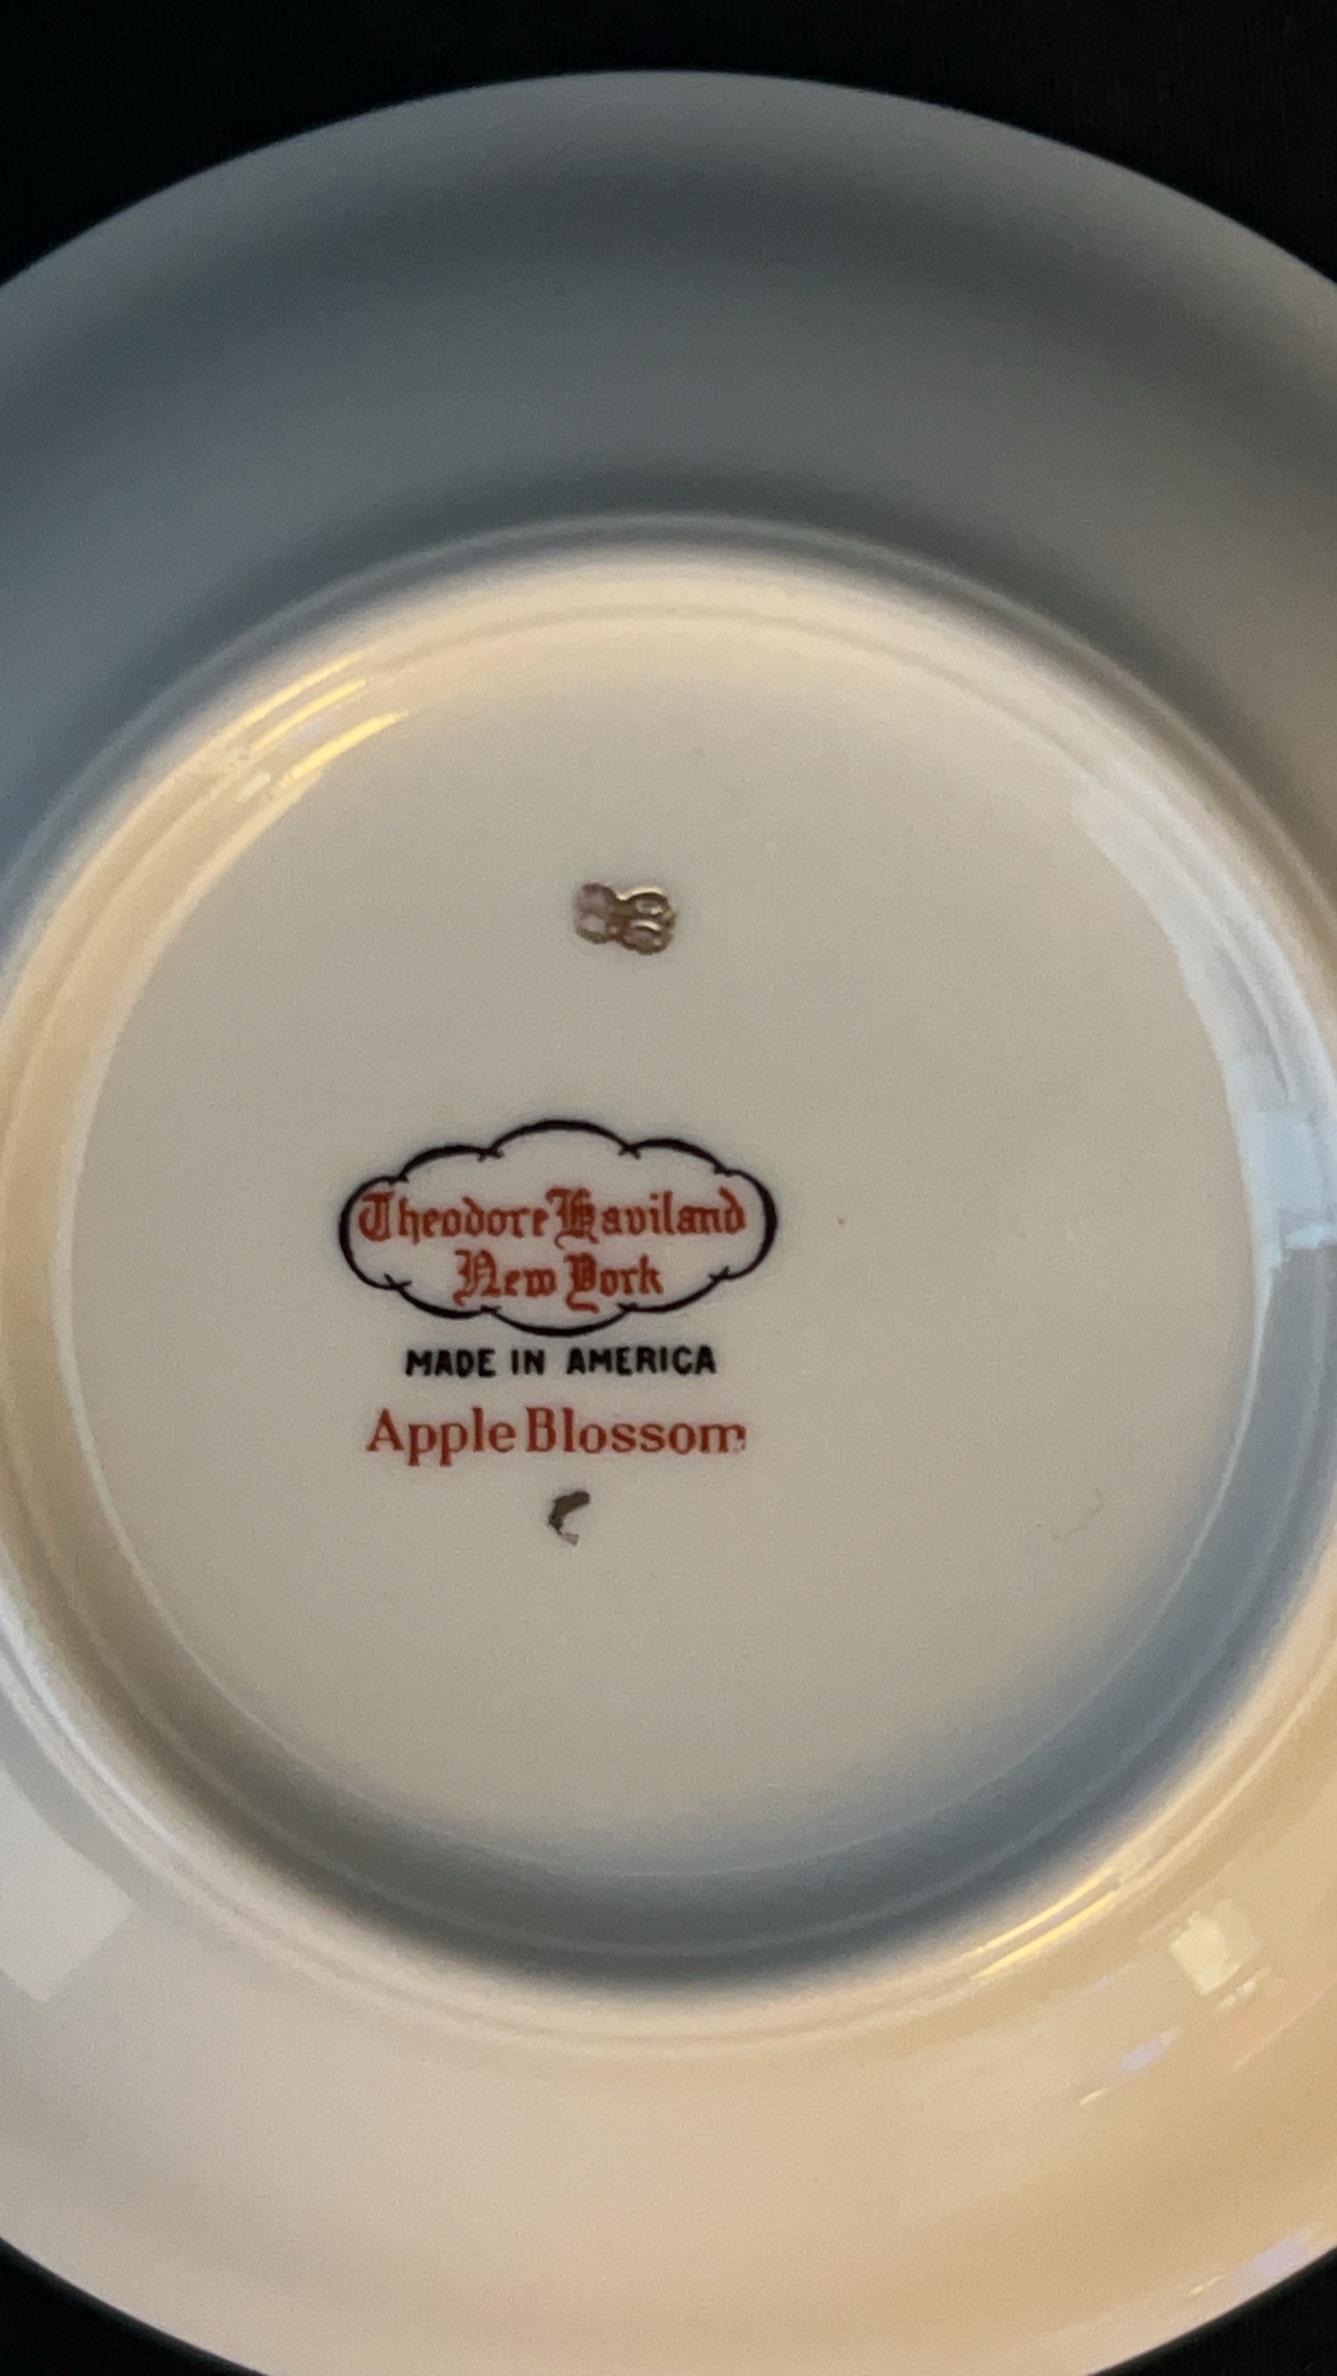 Theodore Haviland
New York
MADE IN AMERICA
Apple Blossom